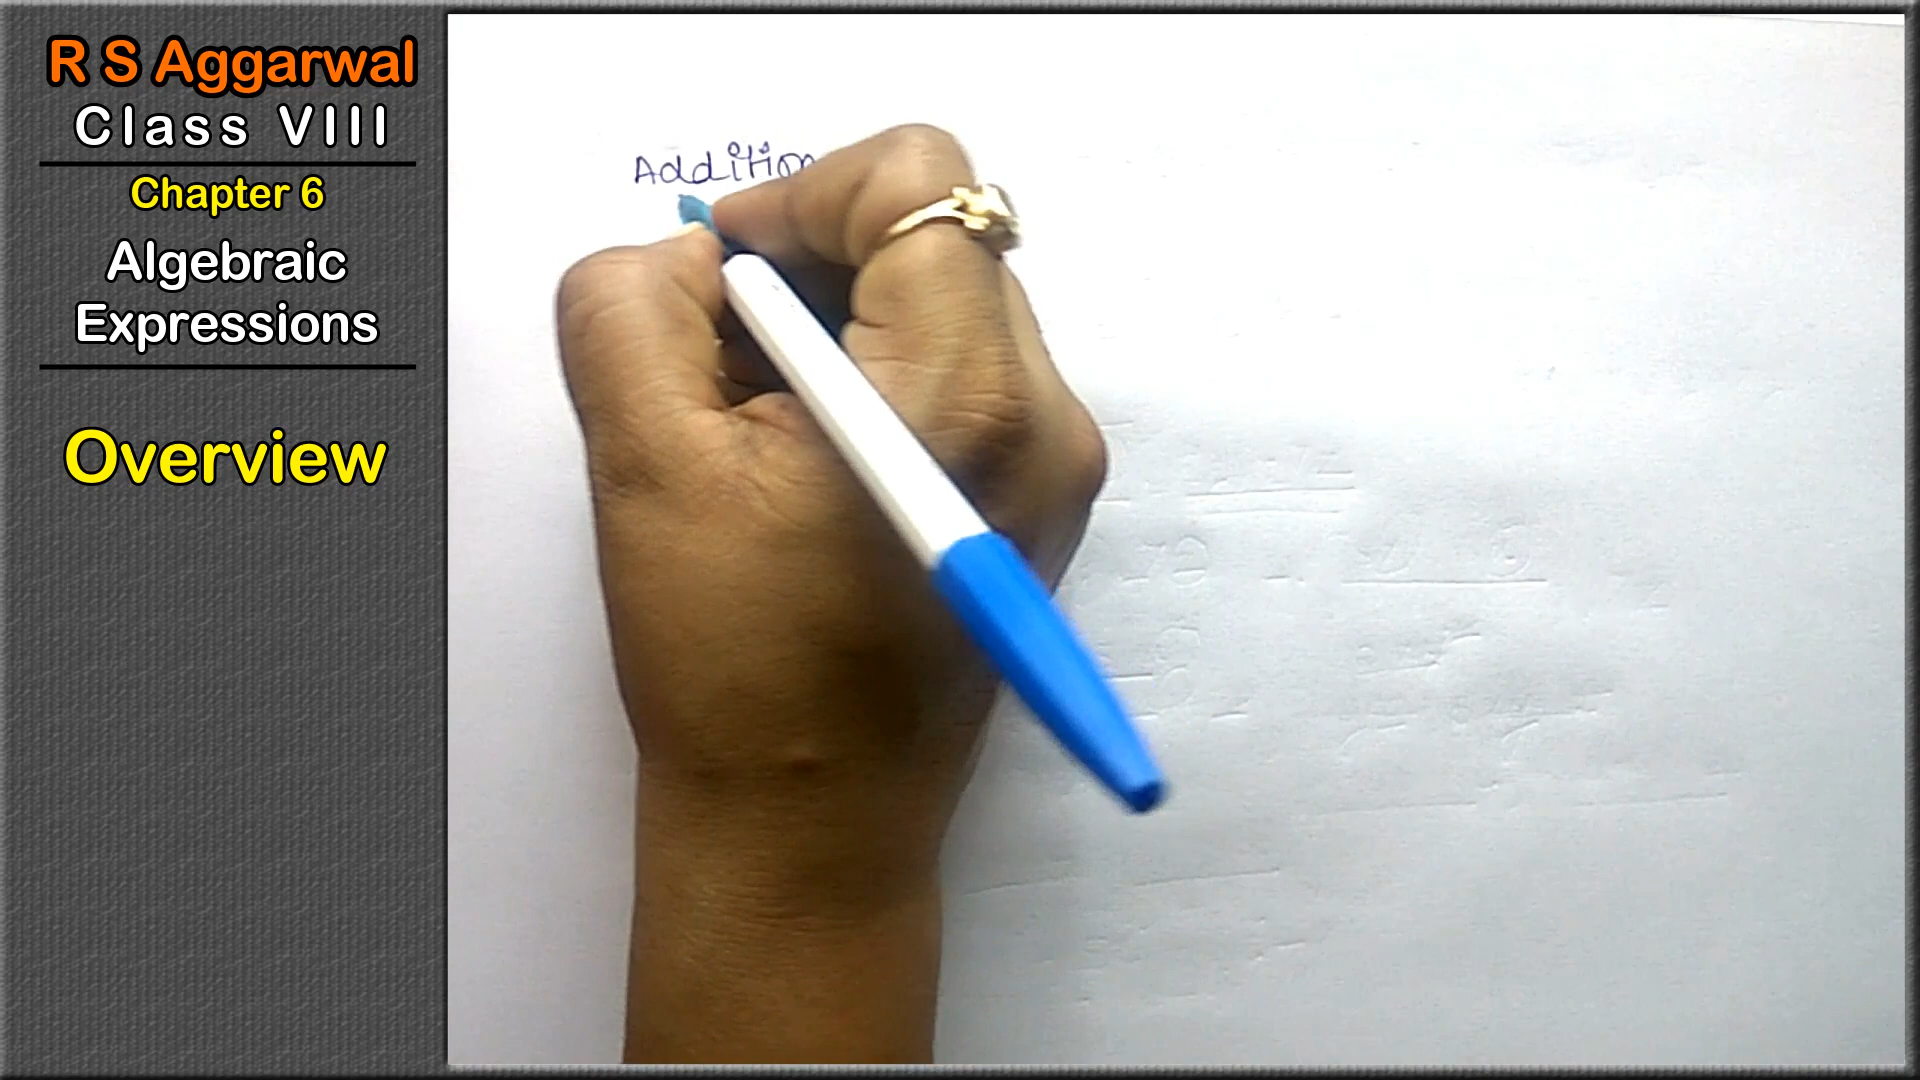 R S Aggarwal
Class VIII
Chapter 6
Algebraic
Expressions
Overview
Addition